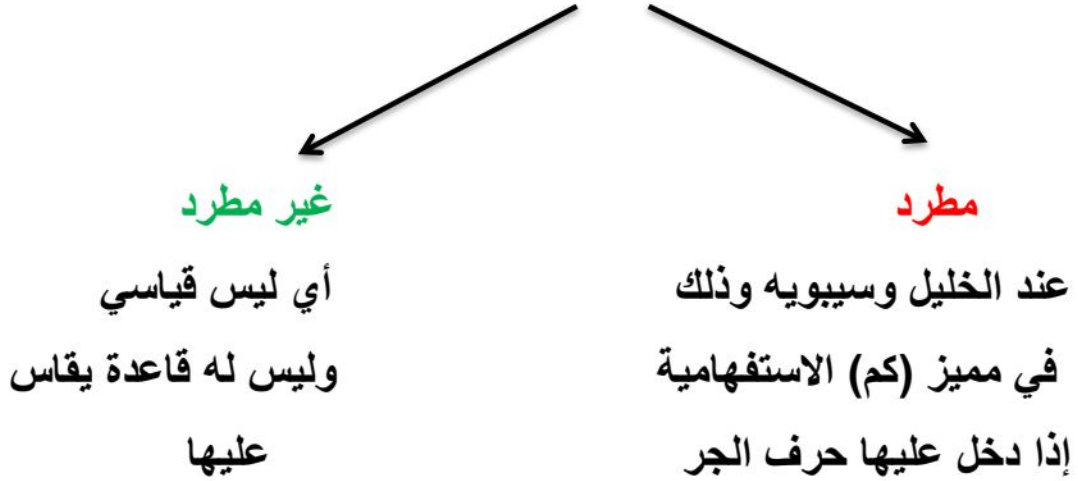 مطرد
عند الخليل وسيبويه وذلك
في مميز (كم) الاستفهامية
إذا دخل عليها حرف الجر
غير مطرد
أي ليس قياسي
وليس له قاعدة يقاس
عليها